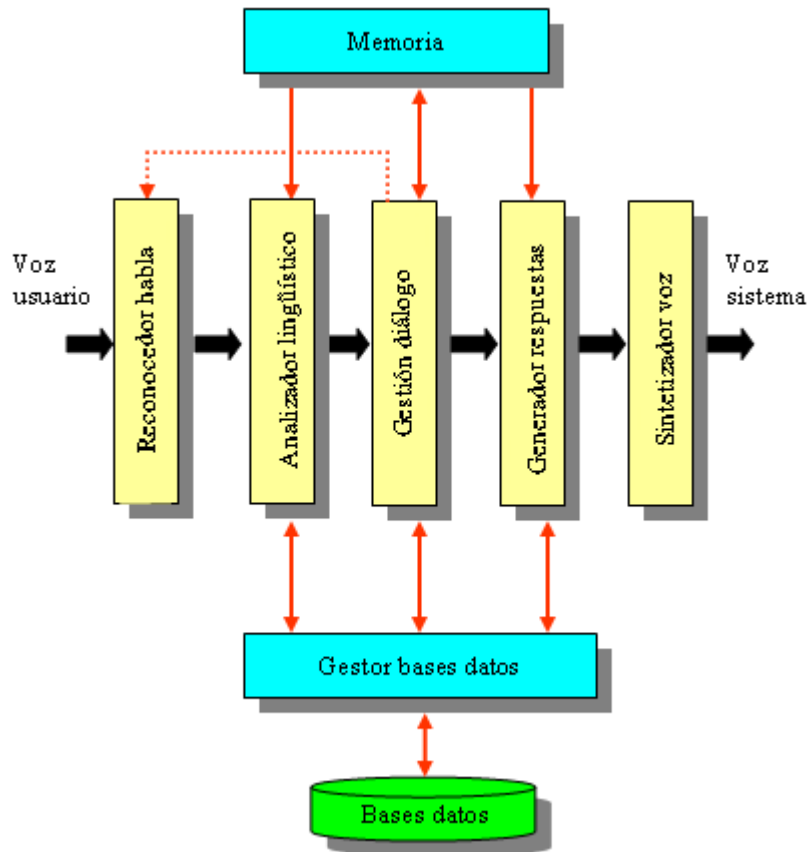 Memoria
Voz
usuario
Reconocedor habla
Analizador lingüístico
Gestión diálogo
Generador respuestas
Sintetizador voz
Voz
sistema
Gestor bases datos
Bases datos